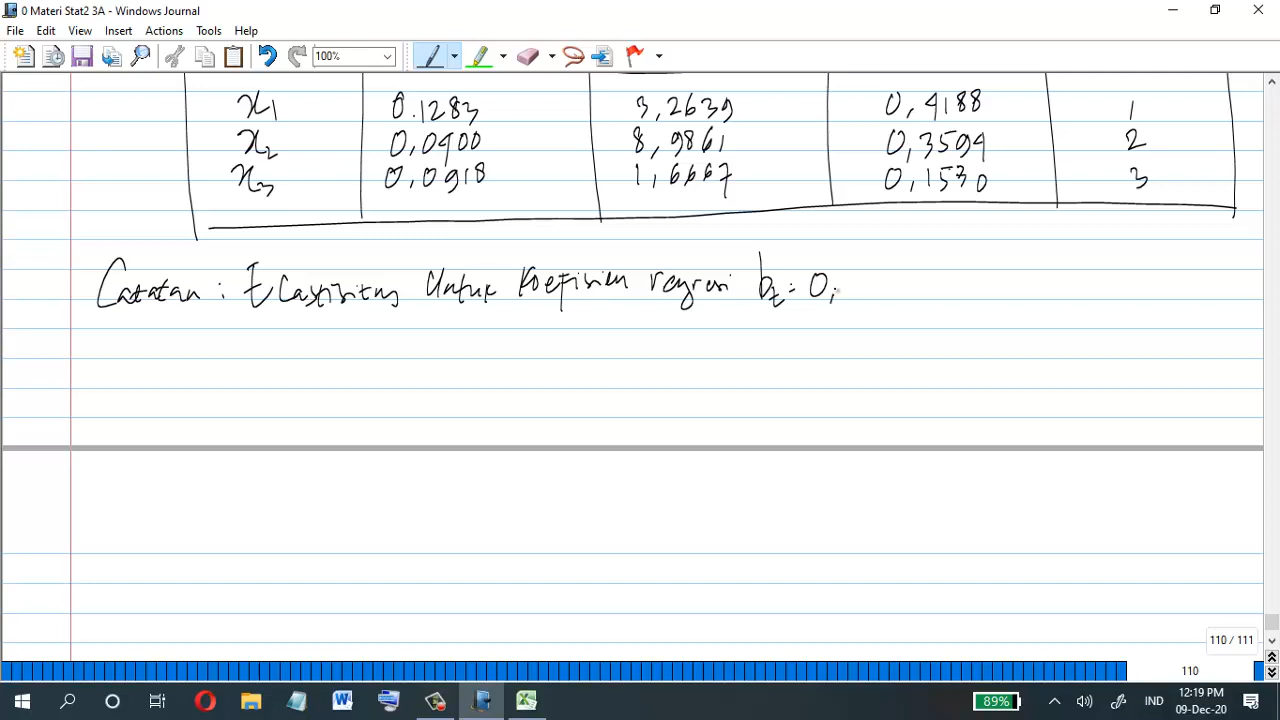 0 Materi Stat2 3A - Windows Journal
File Edit View Insert Actions Tools Help
100%
x1 0.1283 3,2639 0,4188 1
x2 0,0400 8,9861 0,3594 2
x3 0,0918 1,6667 0,1530 3
Catatan : Elastisitas Untuk Koefisien regresi b2 = 0,
110 / 111
110
89% IND 12:19 PM
09-Dec-20